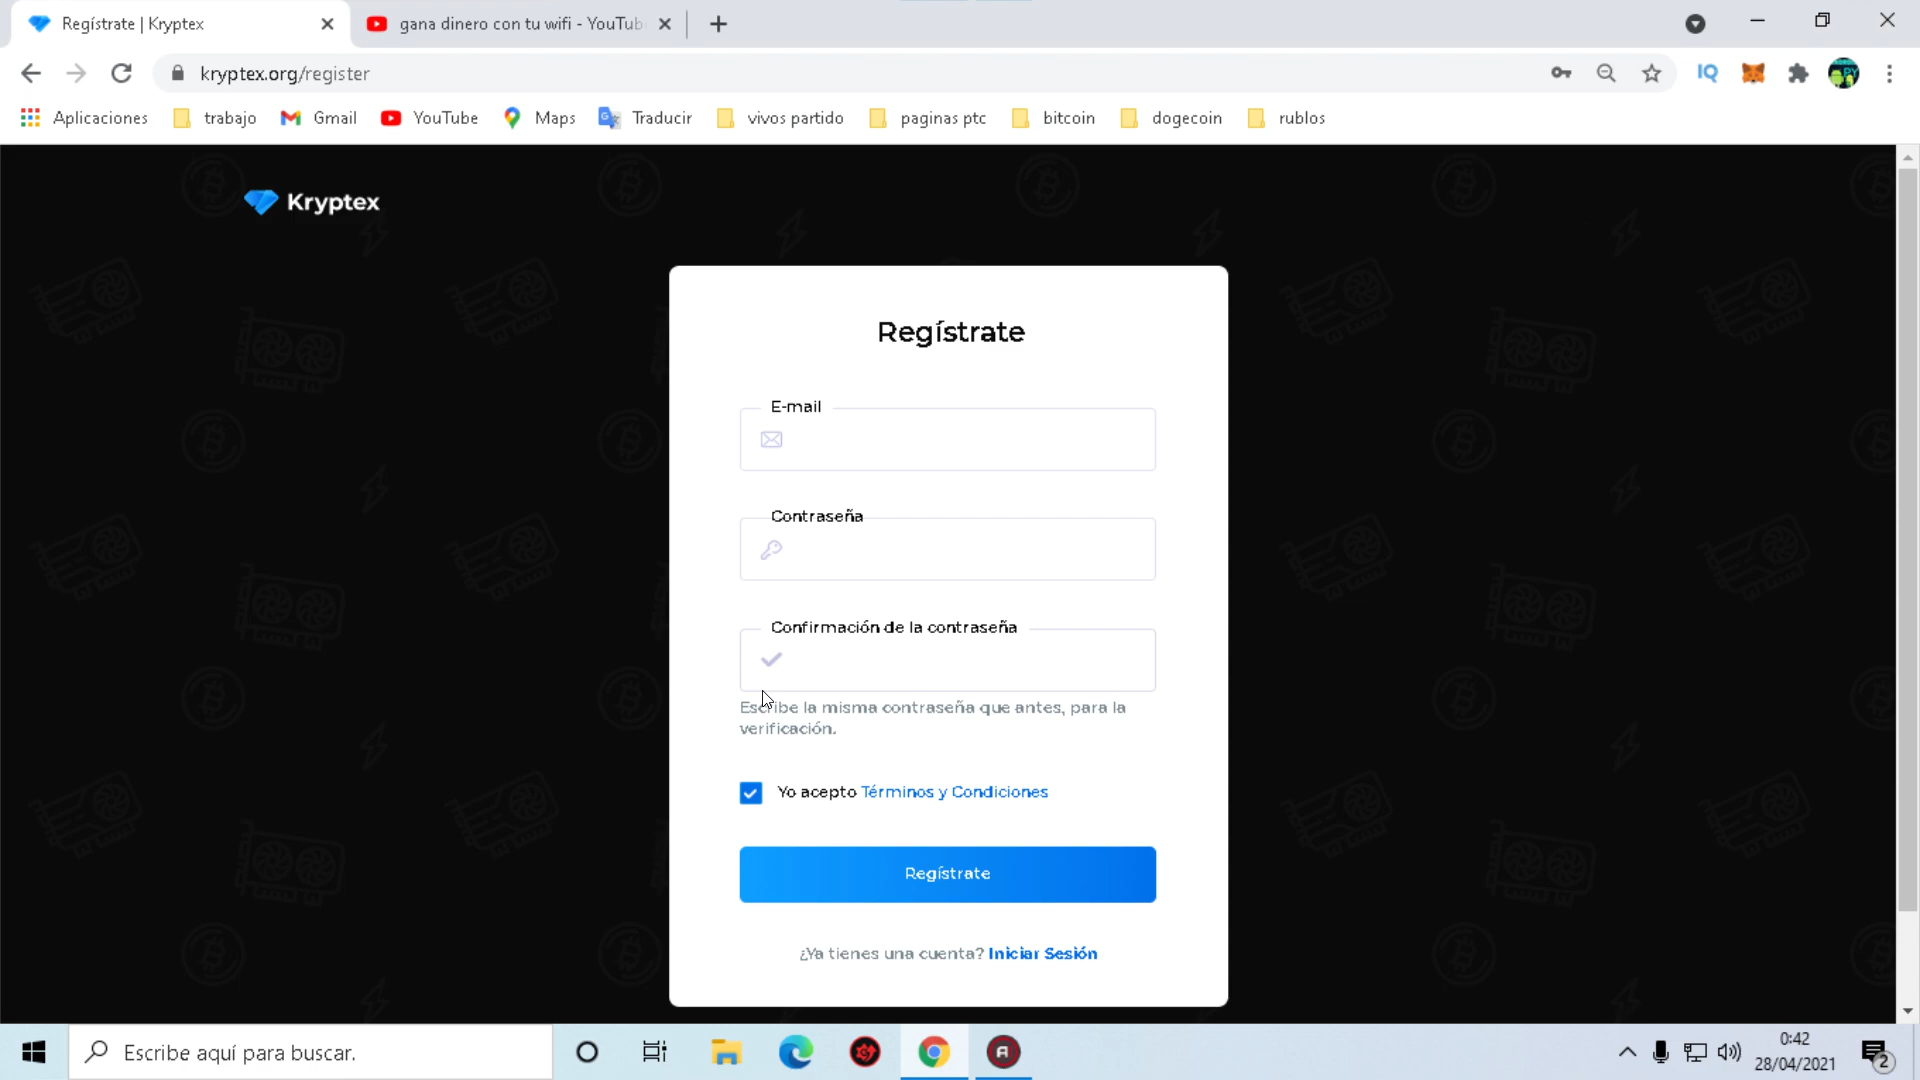 Regístrate | Kryptex
gana dinero con tu wifi - YouTub
kryptex.org/register
IQ
Aplicaciones
trabajo
Gmail
YouTube
Maps
Traducir
vivos partido
paginas ptc
bitcoin
dogecoin
rublos
Kryptex
Regístrate
E-mail
Contraseña
Confirmación de la contraseña
Escribe la misma contraseña que antes, para la
verificación.
Yo acepto Términos y Condiciones
Regístrate
¿Ya tienes una cuenta? Iniciar Sesión
Escribe aquí para buscar.
0:42
28/04/2021
2